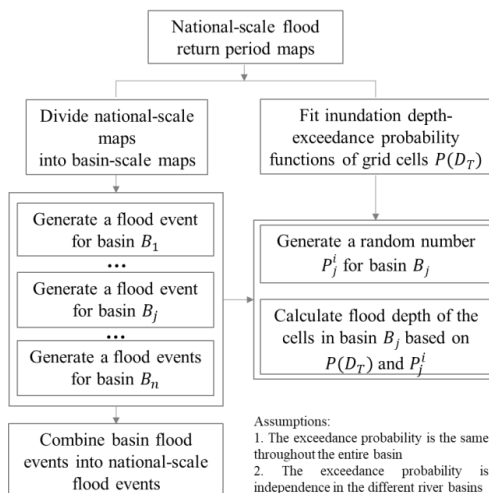 National-scale flood
return period maps
Divide national-scale
maps
into basin-scale maps
Fit inundation depth-
exceedance probability
functions of grid cells P(D_T)
Generate a flood event
for basin B_1
...
Generate a flood event
for basin B_j
...
Generate a flood events
for basin B_n
Generate a random number
P_j^i for basin B_j
Calculate flood depth of the
cells in basin B_j based on
P(D_T) and P_j^i
Combine basin flood
events into national-scale
flood events
Assumptions:
1. The exceedance probability is the same
throughout the entire basin
2. The exceedance probability is
independence in the different river basins